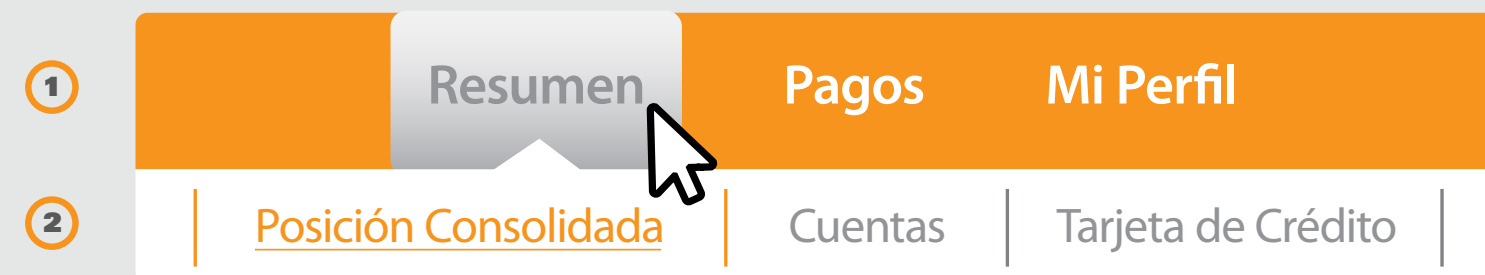 1 Resumen Pagos Mi Perfil
2 Posición Consolidada Cuentas Tarjeta de Crédito